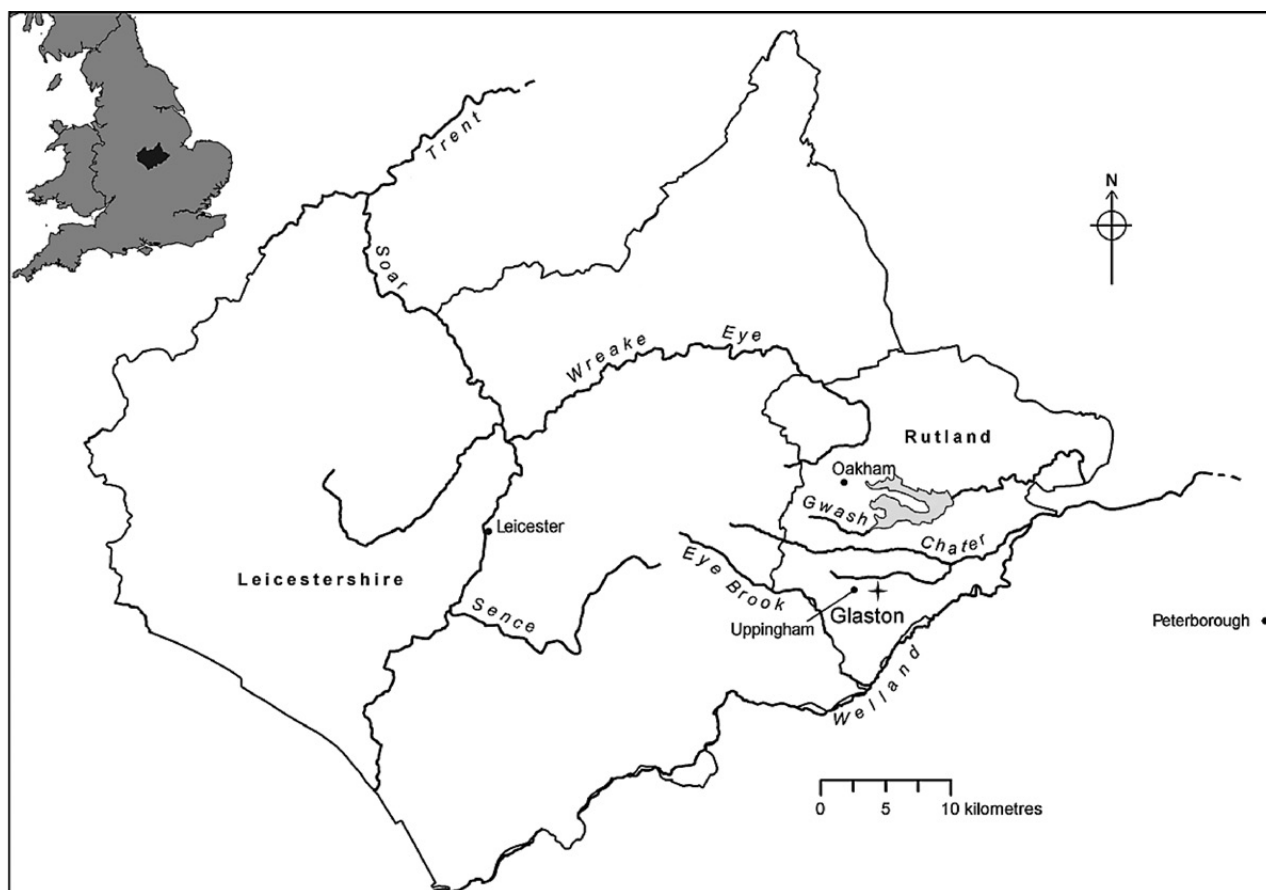 Trent
N
Soar
Wreake
Eye
Rutland
Oakham
Gwash
Leicester
Chater
Leicestershire
Eye Brook
Sence
Glaston
Uppingham
Peterborough
Welland
0 5 10 kilometres